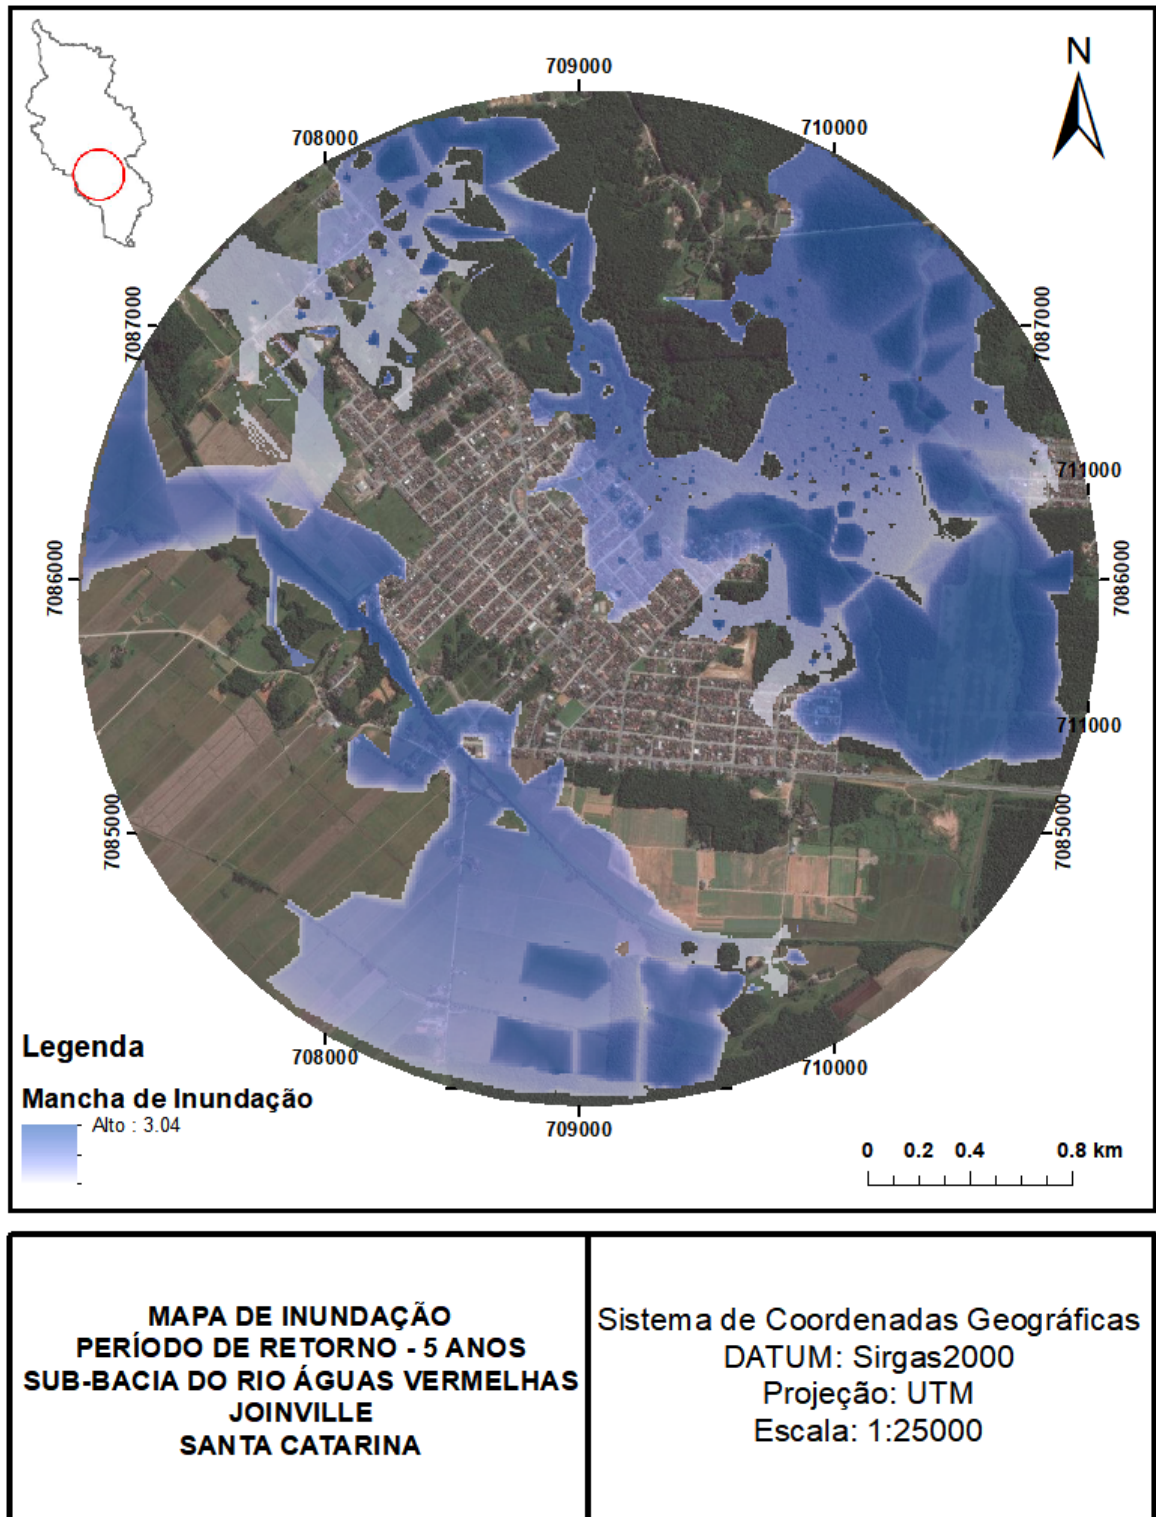 N
709000
708000
710000
7087000
7087000
711000
7086000
7086000
711000
7085000
7085000
708000
710000
709000
Legenda
Mancha de Inundação
Alto : 3.04
0 0.2 0.4 0.8 km
MAPA DE INUNDAÇÃO
PERÍODO DE RETORNO - 5 ANOS
SUB-BACIA DO RIO ÁGUAS VERMELHAS
JOINVILLE
SANTA CATARINA
Sistema de Coordenadas Geográficas
DATUM: Sirgas2000
Projeção: UTM
Escala: 1:25000